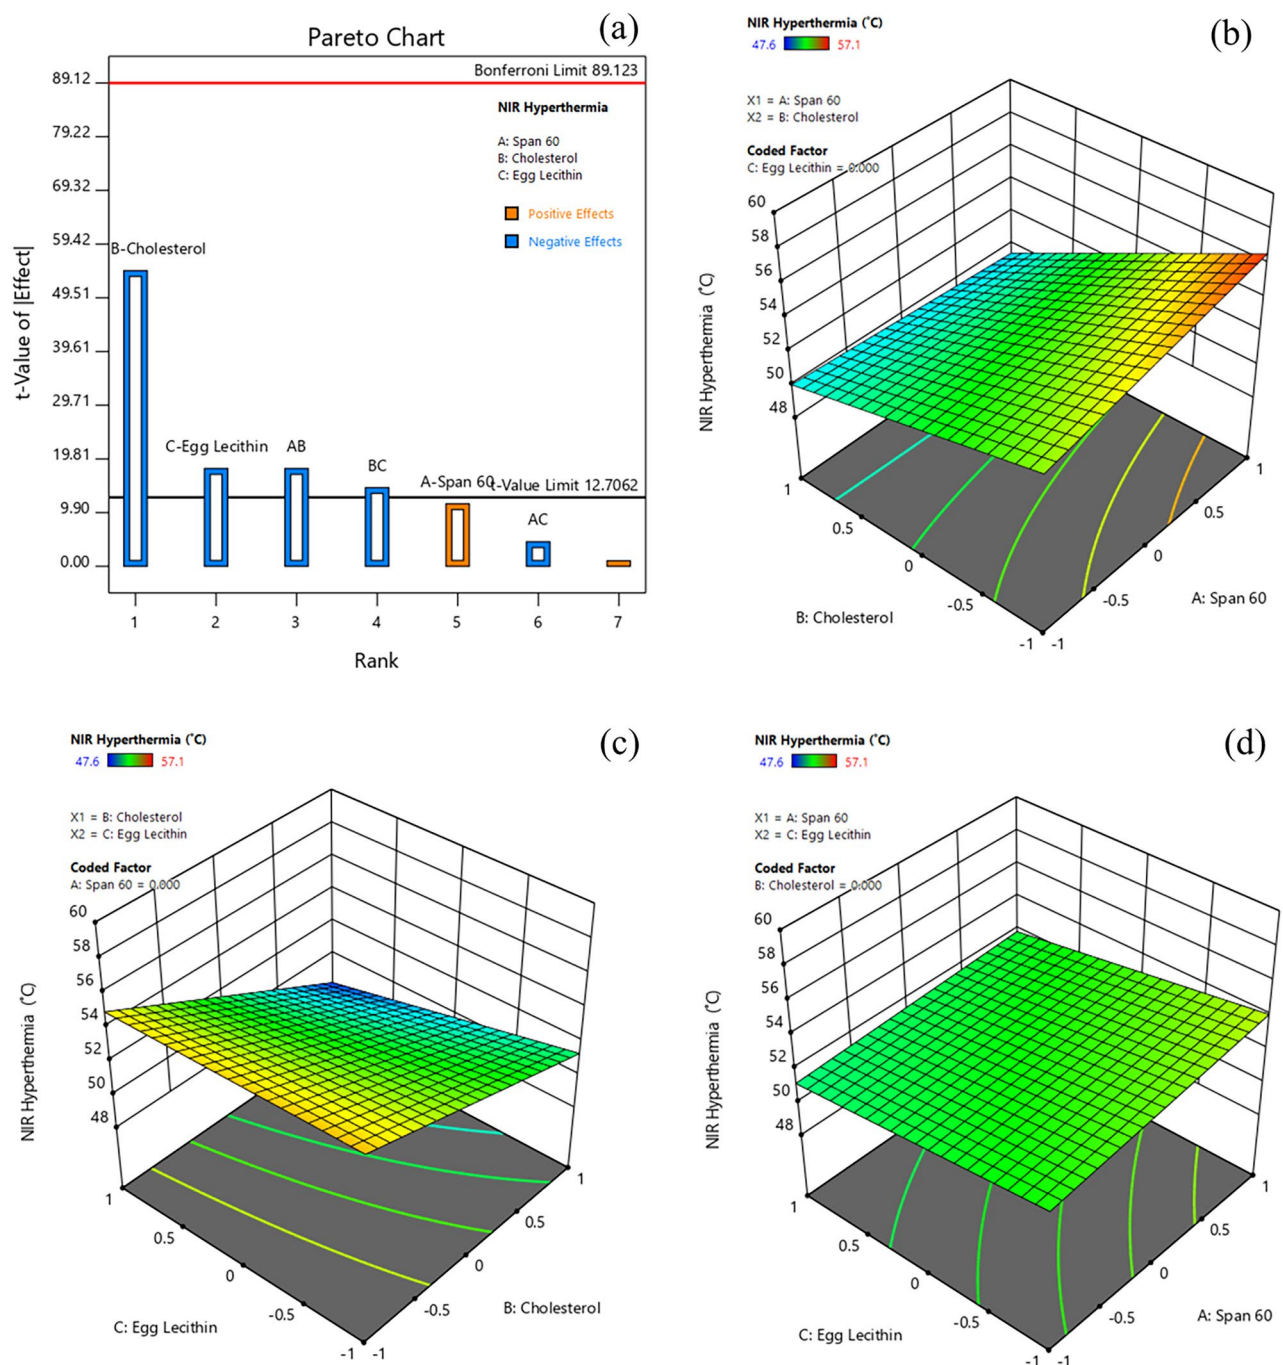 (a)
Pareto Chart
Bonferroni Limit 89.123
NIR Hyperthermia
A: Span 60
B: Cholesterol
C: Egg Lecithin
Positive Effects
Negative Effects
t-Value of |Effect|
89.12
79.22
69.32
59.42
49.51
39.61
29.71
19.81
9.90
0.00
B-Cholesterol
C-Egg Lecithin
AB
BC
A-Span 60
t-Value Limit 12.7062
AC
1 2 3 4 5 6 7
Rank
(b)
NIR Hyperthermia (˚C)
47.6 57.1
X1 = A: Span 60
X2 = B: Cholesterol
Coded Factor
C: Egg Lecithin = 0.000
60
58
56
54
52
50
48
NIR Hyperthermia (˚C)
1
0.5
0
-0.5
-1
B: Cholesterol
-1
-0.5
0
0.5
1
A: Span 60
(c)
NIR Hyperthermia (˚C)
47.6 57.1
X1 = B: Cholesterol
X2 = C: Egg Lecithin
Coded Factor
A: Span 60 = 0.000
60
58
56
54
52
50
48
NIR Hyperthermia (˚C)
1
0.5
0
-0.5
-1
C: Egg Lecithin
-1
-0.5
0
0.5
1
B: Cholesterol
(d)
NIR Hyperthermia (˚C)
47.6 57.1
X1 = A: Span 60
X2 = C: Egg Lecithin
Coded Factor
B: Cholesterol = 0.000
60
58
56
54
52
50
48
NIR Hyperthermia (˚C)
1
0.5
0
-0.5
-1
C: Egg Lecithin
-1
-0.5
0
0.5
1
A: Span 60